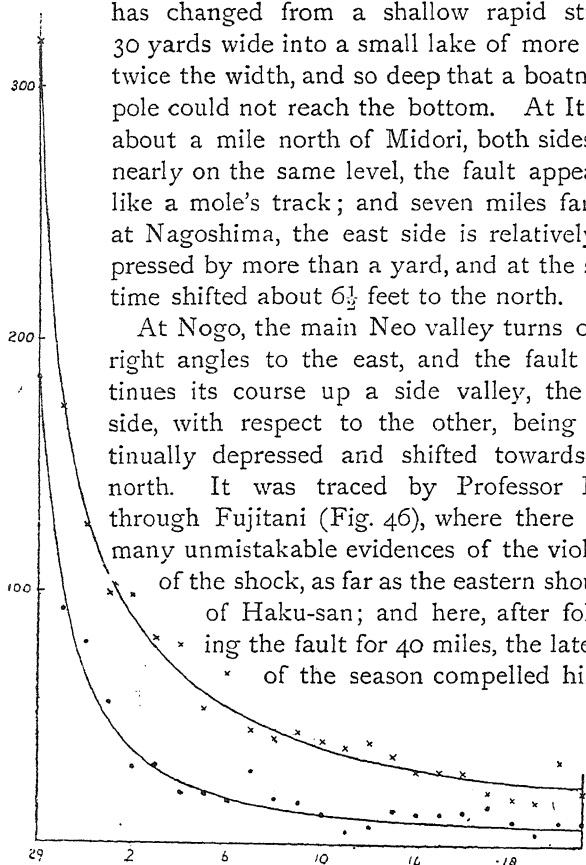 has changed from a shallow rapid st
30 yards wide into a small lake of more
twice the width, and so deep that a boatn
pole could not reach the bottom. At It
about a mile north of Midori, both sides
nearly on the same level, the fault appea
like a mole's track; and seven miles far
at Nagoshima, the east side is relatively
pressed by more than a yard, and at the s
time shifted about 6½ feet to the north.
At Nogo, the main Neo valley turns o
right angles to the east, and the fault
tinues its course up a side valley, the
side, with respect to the other, being
tinually depressed and shifted towards
north. It was traced by Professor
through Fujitani (Fig. 46), where there
many unmistakable evidences of the viol
of the shock, as far as the eastern shou
of Haku-san; and here, after fol
ing the fault for 40 miles, the late
of the season compelled hi
300
200
100
29 2 6 10 14 18